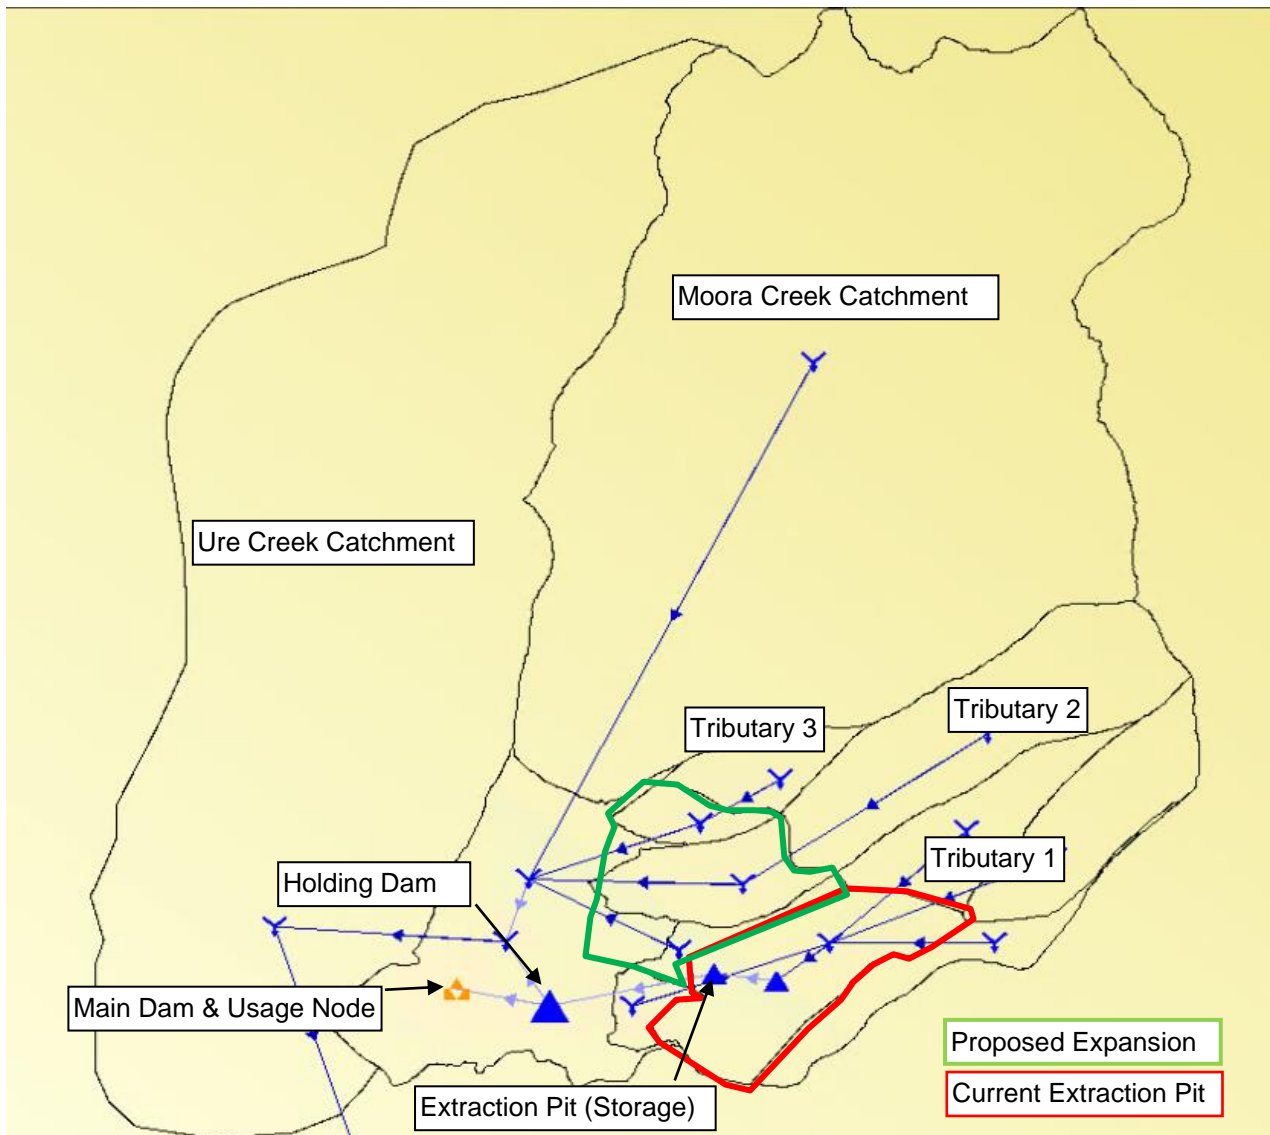 Moora Creek Catchment
Ure Creek Catchment
Tributary 3
Tributary 2
Tributary 1
Holding Dam
Main Dam & Usage Node
Extraction Pit (Storage)
Proposed Expansion
Current Extraction Pit